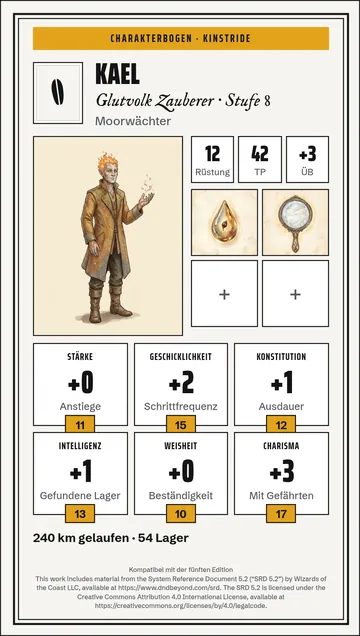 CHARAKTERBOGEN · KINSTRIDE
KAEL
Glutvolk Zauberer · Stufe 8
Moorwächter
12
Rüstung
42
TP
+3
ÜB
+
+
STÄRKE
+0
Anstiege
11
GESCHICKLICHKEIT
+2
Schrittfrequenz
15
KONSTITUTION
+1
Ausdauer
12
INTELLIGENZ
+1
Gefundene Lager
13
WEISHEIT
+0
Beständigkeit
10
CHARISMA
+3
Mit Gefährten
17
240 km gelaufen · 54 Lager
Kompatibel mit der fünften Edition
This work includes material from the System Reference Document 5.2 ("SRD 5.2") by Wizards of
the Coast LLC, available at https://www.dndbeyond.com/srd. The SRD 5.2 is licensed under the
Creative Commons Attribution 4.0 International License, available at
https://creativecommons.org/licenses/by/4.0/legalcode.